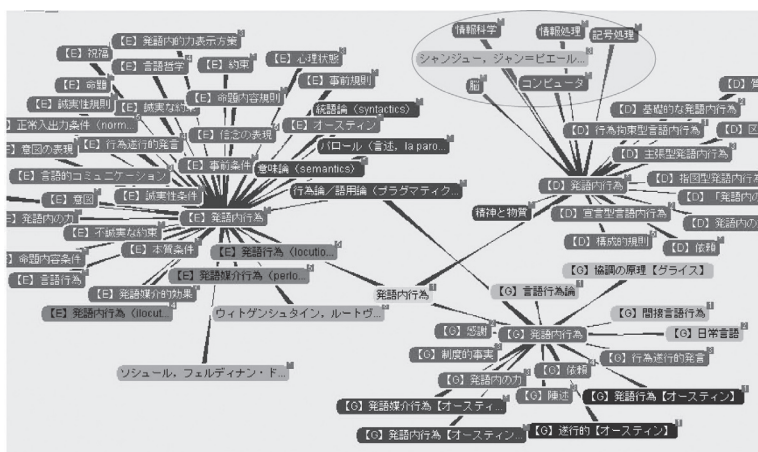 【E】発語内的力表示方策
【E】祝福
【E】言語哲学
【E】約束
【E】心理状態
【E】命題
【E】事前規則
【E】誠実性規則
【E】誠実な約束
【E】命題内容規則
統語論〈syntactics〉
】正常入出力条件〈norm...
【E】信念の表現
【E】オースティン
】意図の表現
【E】行為遂行的発言
パロール〈言述，la paro...
【E】事前条件
意味論〈semantics〉
【E】言語的コミュニケーション
行為論／語用論〈プラグマティク...
【E】意図
【E】誠実性条件
E】発語内の力
【E】発語内行為
【E】不誠実な約束
【E】命題内容条件
【E】本質条件
【E】発語行為〈locutio...
【E】言語行為
【E】発語媒介行為〈perlo...
【E】発語媒介的効果
【E】発語内行為〈ilocut...
ウィトゲンシュタイン，ルートヴ...
ソシュール，フェルディナン・ド...
発語内行為
情報科学
情報処理
記号処理
シャンジュー，ジャン＝ピエール...
脳
コンピュータ
【D】
【D】基礎的な発語内行為
【D】行為拘束型言語内行為
【D】区
【D】主張型発語内行為
【D】指図型発語内行
【D】発語内行為
【D】「発語内の
精神と物質
【D】宣言型言語内行為
【D】発語内の
【D】構成的規則
【D】依頼
【G】協調の原理【グライス】
【G】言語行為論
【G】間接言語行為
【G】感謝
【G】発語内行為
【G】日常言語
【G】制度的事実
【G】行為遂行的発言
【G】発語内の力
【G】依頼
【G】陳述
【G】発語行為【オースティン】
【G】発語媒介行為【オースティ...
【G】発語内行為【オースティン...
【G】遂行的【オースティン】